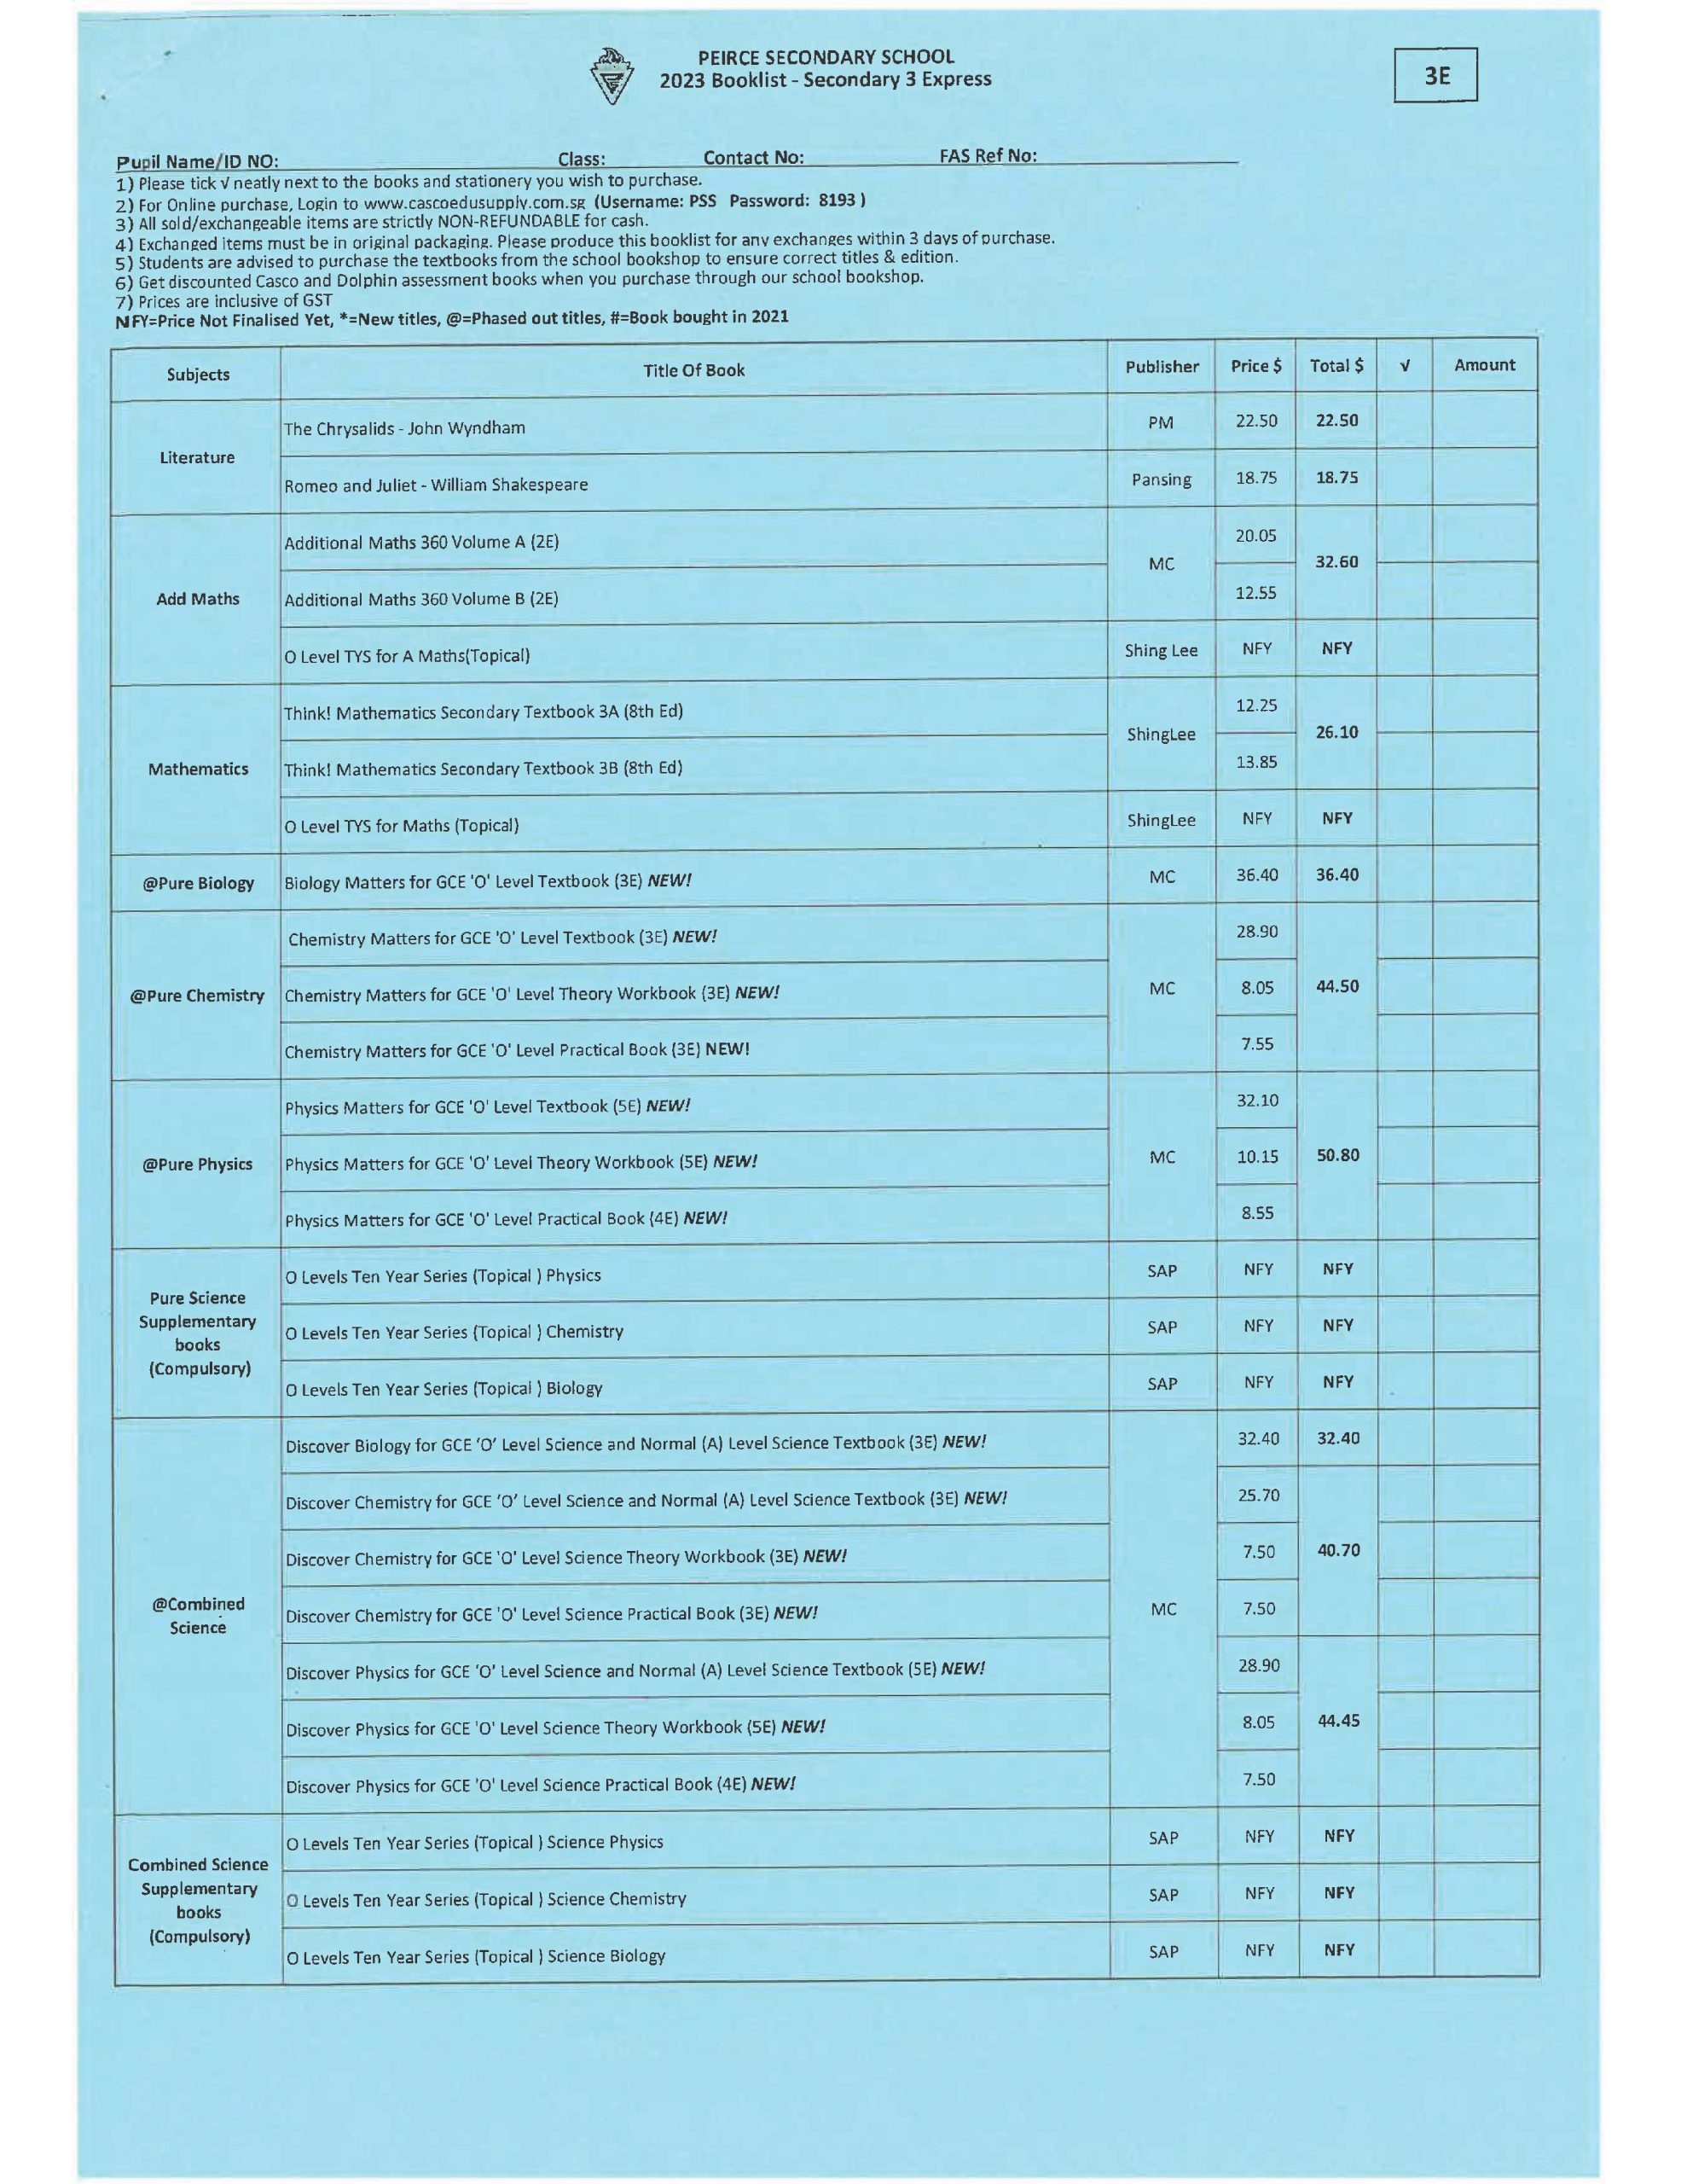 PEIRCE SECONDARY SCHOOL
2023 Booklist - Secondary 3 Express
3E
Pupil Name/ID NO: Class: Contact No: FAS Ref No:
1) Please tick √ neatly next to the books and stationery you wish to purchase.
2) For Online purchase, Login to www.cascoedusupply.com.sg (Username: PSS Password: 8193 )
3) All sold/exchangeable items are strictly NON-REFUNDABLE for cash.
4) Exchanged items must be in original packaging. Please produce this booklist for any exchanges within 3 days of purchase.
5) Students are advised to purchase the textbooks from the school bookshop to ensure correct titles & edition.
6) Get discounted Casco and Dolphin assessment books when you purchase through our school bookshop.
7) Prices are inclusive of GST
NFY=Price Not Finalised Yet, *=New titles, @=Phased out titles, #=Book bought in 2021
Subjects Title Of Book Publisher Price $ Total $ √ Amount
Literature
The Chrysalids - John Wyndham PM 22.50 22.50
Romeo and Juliet - William Shakespeare Pansing 18.75 18.75
Add Maths
Additional Maths 360 Volume A (2E) MC 20.05 32.60
Additional Maths 360 Volume B (2E) 12.55
O Level TYS for A Maths(Topical) Shing Lee NFY NFY
Mathematics
Think! Mathematics Secondary Textbook 3A (8th Ed) ShingLee 12.25 26.10
Think! Mathematics Secondary Textbook 3B (8th Ed) 13.85
O Level TYS for Maths (Topical) ShingLee NFY NFY
@Pure Biology Biology Matters for GCE 'O' Level Textbook (3E) NEW! MC 36.40 36.40
@Pure Chemistry
Chemistry Matters for GCE 'O' Level Textbook (3E) NEW! 28.90
Chemistry Matters for GCE 'O' Level Theory Workbook (3E) NEW! MC 8.05 44.50
Chemistry Matters for GCE 'O' Level Practical Book (3E) NEW! 7.55
@Pure Physics
Physics Matters for GCE 'O' Level Textbook (5E) NEW! 32.10
Physics Matters for GCE 'O' Level Theory Workbook (5E) NEW! MC 10.15 50.80
Physics Matters for GCE 'O' Level Practical Book (4E) NEW! 8.55
Pure Science
Supplementary
books
(Compulsory)
O Levels Ten Year Series (Topical ) Physics SAP NFY NFY
O Levels Ten Year Series (Topical ) Chemistry SAP NFY NFY
O Levels Ten Year Series (Topical ) Biology SAP NFY NFY
@Combined
Science
Discover Biology for GCE ‘O’ Level Science and Normal (A) Level Science Textbook (3E) NEW! 32.40 32.40
Discover Chemistry for GCE ‘O’ Level Science and Normal (A) Level Science Textbook (3E) NEW! 25.70
Discover Chemistry for GCE 'O' Level Science Theory Workbook (3E) NEW! 7.50 40.70
Discover Chemistry for GCE 'O' Level Science Practical Book (3E) NEW! MC 7.50
Discover Physics for GCE ‘O’ Level Science and Normal (A) Level Science Textbook (5E) NEW! 28.90
Discover Physics for GCE 'O' Level Science Theory Workbook (5E) NEW! 8.05 44.45
Discover Physics for GCE 'O' Level Science Practical Book (4E) NEW! 7.50
Combined Science
Supplementary
books
(Compulsory)
O Levels Ten Year Series (Topical ) Science Physics SAP NFY NFY
O Levels Ten Year Series (Topical ) Science Chemistry SAP NFY NFY
O Levels Ten Year Series (Topical ) Science Biology SAP NFY NFY